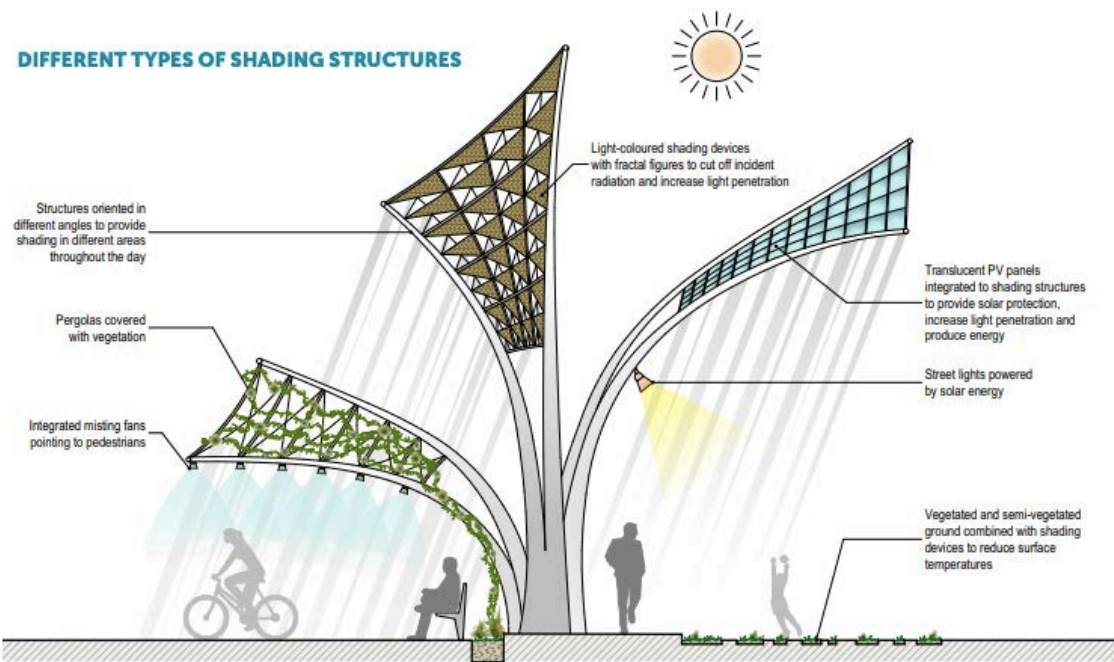 DIFFERENT TYPES OF SHADING STRUCTURES
Light-coloured shading devices
with fractal figures to cut off incident
radiation and increase light penetration
Structures oriented in
different angles to provide
shading in different areas
throughout the day
Translucent PV panels
integrated to shading structures
to provide solar protection,
increase light penetration and
produce energy
Pergolas covered
with vegetation
Street lights powered
by solar energy
Integrated misting fans
pointing to pedestrians
Vegetated and semi-vegetated
ground combined with shading
devices to reduce surface
temperatures